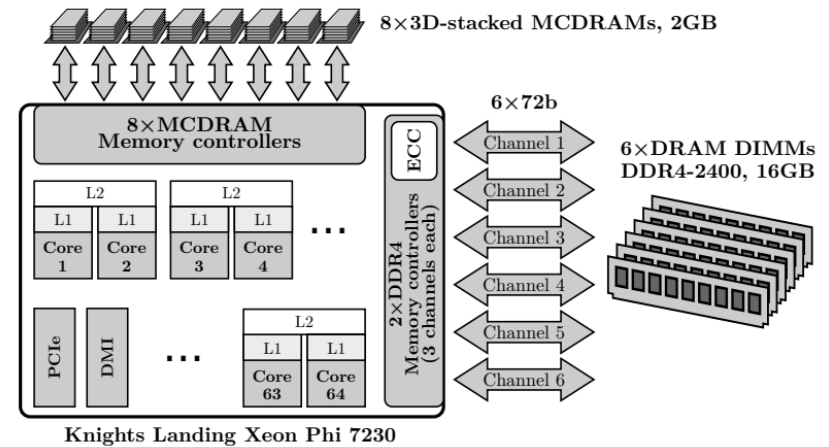 8×3D-stacked MCDRAMs, 2GB
8×MCDRAM
Memory controllers
ECC
2×DDR4
Memory controllers
(3 channels each)
6×72b
Channel 1
Channel 2
Channel 3
Channel 4
Channel 5
Channel 6
6×DRAM DIMMs
DDR4-2400, 16GB
L2
L1
L1
Core
1
Core
2
L2
L1
L1
Core
3
Core
4
...
PCIe
DMI
...
L2
L1
L1
Core
63
Core
64
Knights Landing Xeon Phi 7230